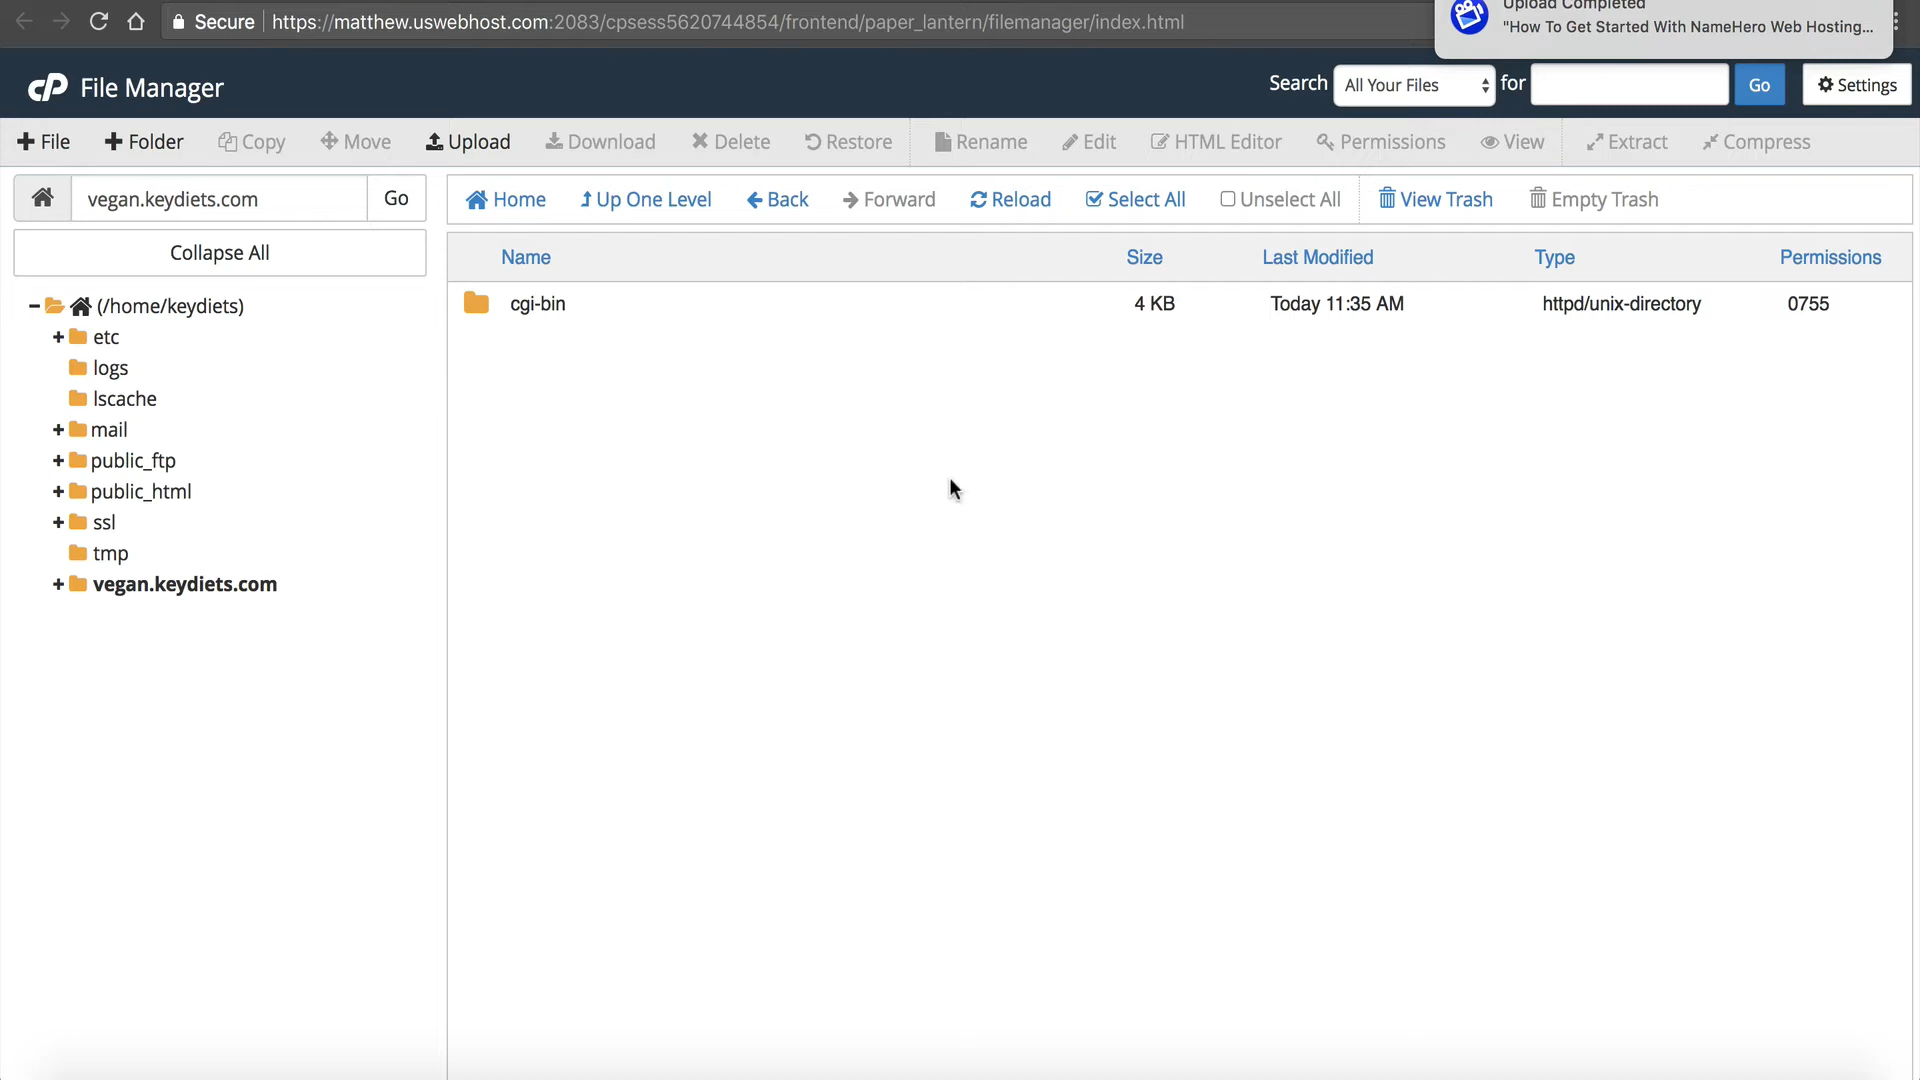 Secure https://matthew.uswebhost.com:2083/cpsess5620744854/frontend/paper_lantern/filemanager/index.html
Upload Completed
"How To Get Started With NameHero Web Hosting...
cP File Manager
Search All Your Files for Go Settings
File Folder Copy Move Upload Download Delete Restore Rename Edit HTML Editor Permissions View Extract Compress
vegan.keydiets.com Go
Home Up One Level Back Forward Reload Select All Unselect All View Trash Empty Trash
Collapse All
Name Size Last Modified Type Permissions
cgi-bin 4 KB Today 11:35 AM httpd/unix-directory 0755
(/home/keydiets)
etc
logs
lscache
mail
public_ftp
public_html
ssl
tmp
vegan.keydiets.com